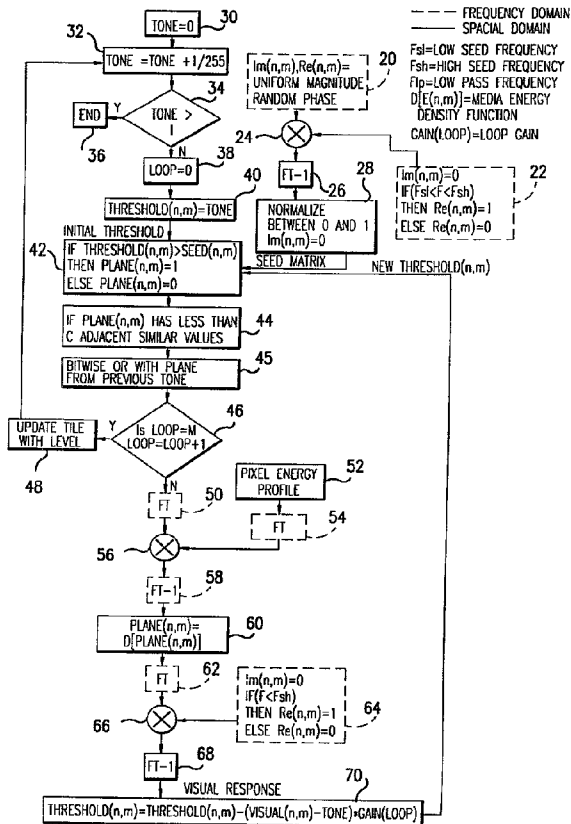 TONE=0
30
32
TONE =TONE +1/255
34
TONE >
1
Y
N
END
36
LOOP=0
38
THRESHOLD(n,m)=TONE
40
INITIAL THRESHOLD
42
IF THRESHOLD(n,m)>SEED(n,m)
THEN PLANE(n,m)=1
ELSE PLANE(n,m)=0
IF PLANE(n,m) HAS LESS THAN
C ADJACENT SIMILAR VALUES
44
BITWISE OR WITH PLANE
FROM PREVIOUS TONE
45
Is LOOP=M
LOOP=LOOP+1
46
Y
N
UPDATE TILE
WITH LEVEL
48
FREQUENCY DOMAIN
SPACIAL DOMAIN
Fsl=LOW SEED FREQUENCY
Fsh=HIGH SEED FREQUENCY
Flp=LOW PASS FREQUENCY
D[E(n,m)]=MEDIA ENERGY
DENSITY FUNCTION
GAIN(LOOP)=LOOP GAIN
Im(n,m),Re(n,m)=
UNIFORM MAGNITUDE
RANDOM PHASE
20
24
Im(n,m)=0
IF(Fsl<F<Fsh)
THEN Re(n,m)=1
ELSE Re(n,m)=0
22
FT-1
26
28
NORMALIZE
BETWEEN 0 AND 1
Im(n,m)=0
SEED MATRIX
NEW THRESHOLD(n,m)
FT
50
PIXEL ENERGY
PROFILE
52
FT
54
56
FT-1
58
PLANE(n,m)=
D[PLANE(n,m)]
60
FT
62
Im(n,m)=0
IF(F<Fsh)
THEN Re(n,m)=1
ELSE Re(n,m)=0
64
66
FT-1
68
VISUAL RESPONSE
70
THRESHOLD(n,m)=THRESHOLD(n,m)-(VISUAL(n,m)-TONE)*GAIN(LOOP)